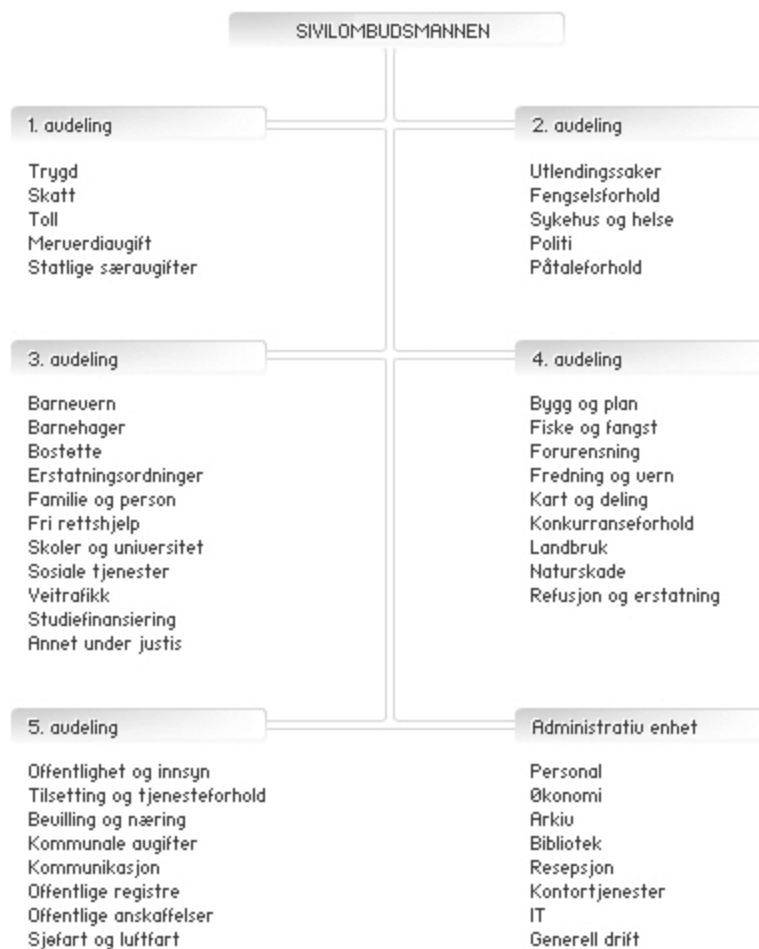 SIVILOMBUDSMANNEN
1. avdeling
Trygd
Skatt
Toll
Merverdiavgift
Statlige særavgifter
2. avdeling
Utlendingssaker
Fengselsforhold
Sykehus og helse
Politi
Påtaleforhold
3. avdeling
Barnevern
Barnehager
Bostøtte
Erstatningsordninger
Familie og person
Fri rettshjelp
Skoler og universitet
Sosiale tjenester
Veitrafikk
Studiefinansiering
Annet under justis
4. avdeling
Bygg og plan
Fiske og fangst
Forurensning
Fredning og vern
Kart og deling
Konkurranseforhold
Landbruk
Naturskade
Refusjon og erstatning
5. avdeling
Offentlighet og innsyn
Tilsetting og tjenesteforhold
Bevilling og næring
Kommunale avgifter
Kommunikasjon
Offentlige registre
Offentlige anskaffelser
Sjøfart og luftfart
Administrativ enhet
Personal
Økonomi
Arkiv
Bibliotek
Resepsjon
Kontortjenester
IT
Generell drift